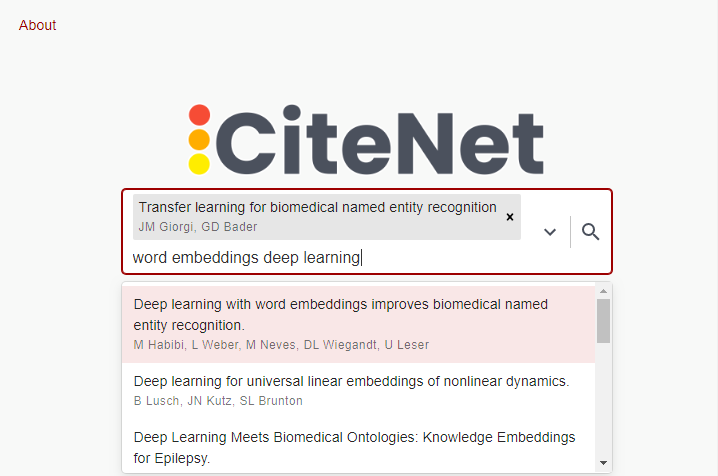 About
CiteNet
Transfer learning for biomedical named entity recognition
JM Giorgi, GD Bader
×
word embeddings deep learning
Deep learning with word embeddings improves biomedical named
entity recognition.
M Habibi, L Weber, M Neves, DL Wiegandt, U Leser
Deep learning for universal linear embeddings of nonlinear dynamics.
B Lusch, JN Kutz, SL Brunton
Deep Learning Meets Biomedical Ontologies: Knowledge Embeddings
for Epilepsy.